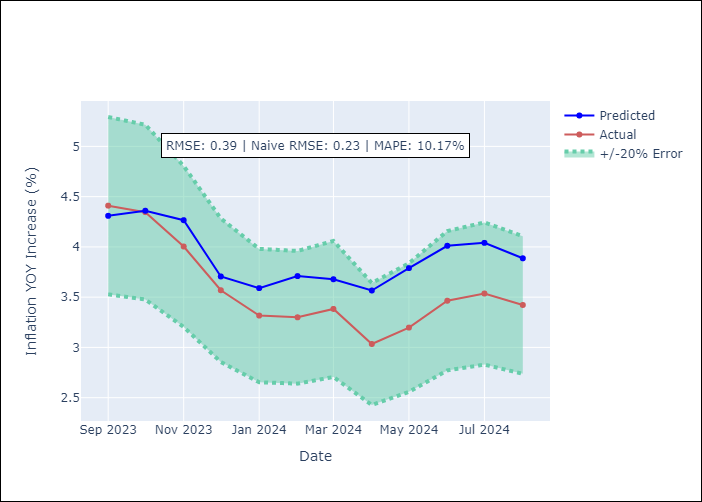 RMSE: 0.39 | Naive RMSE: 0.23 | MAPE: 10.17%
Predicted
Actual
+/-20% Error
Inflation YOY Increase (%)
5
4.5
4
3.5
3
2.5
Sep 2023 Nov 2023 Jan 2024 Mar 2024 May 2024 Jul 2024
Date